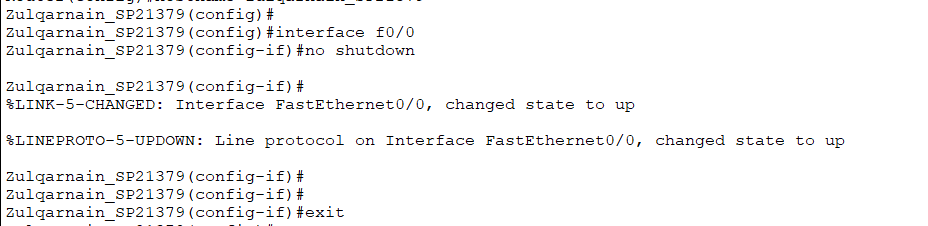 Zulqarnain_SP21379(config)#
Zulqarnain_SP21379(config)#interface f0/0
Zulqarnain_SP21379(config-if)#no shutdown
Zulqarnain_SP21379(config-if)#
%LINK-5-CHANGED: Interface FastEthernet0/0, changed state to up
%LINEPROTO-5-UPDOWN: Line protocol on Interface FastEthernet0/0, changed state to up
Zulqarnain_SP21379(config-if)#
Zulqarnain_SP21379(config-if)#
Zulqarnain_SP21379(config-if)#exit